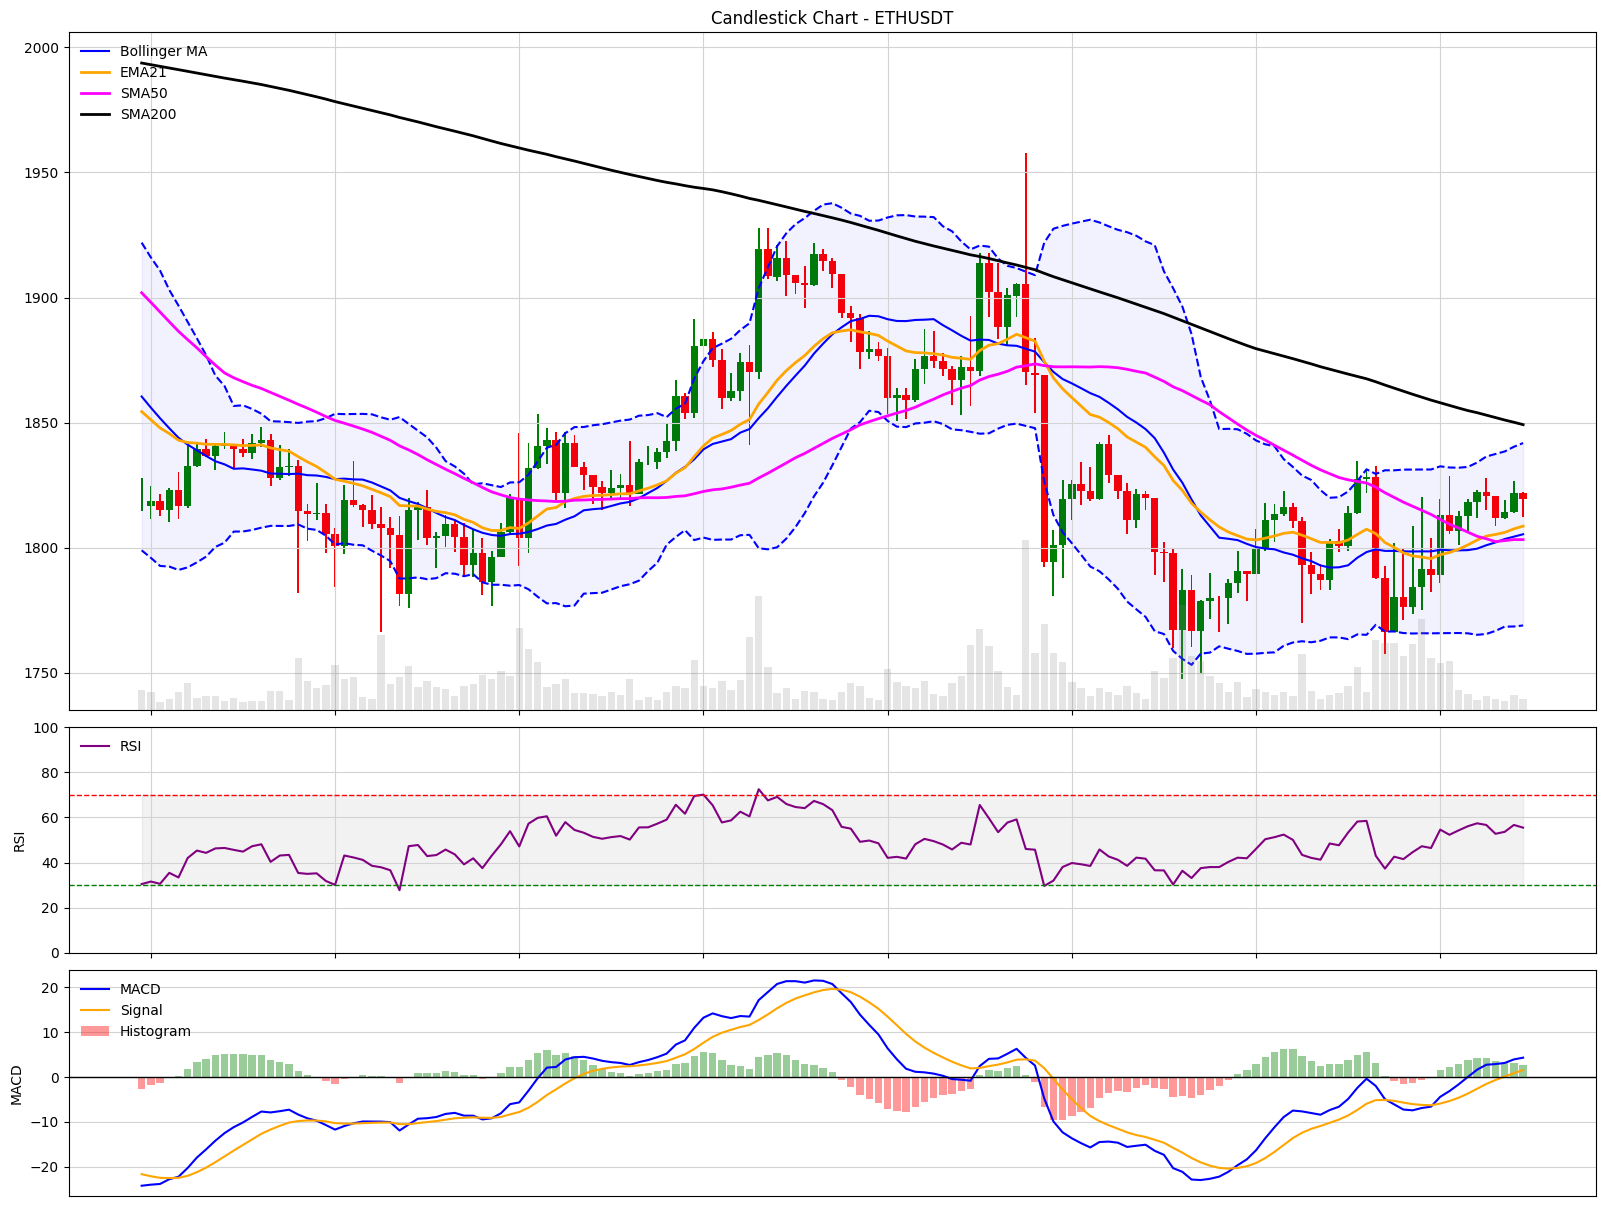 Candlestick Chart - ETHUSDT
Bollinger MA
EMA21
SMA50
SMA200
2000
1950
1900
1850
1800
1750
RSI
RSI
100
80
60
40
20
0
MACD
Signal
Histogram
MACD
20
10
0
−10
−20